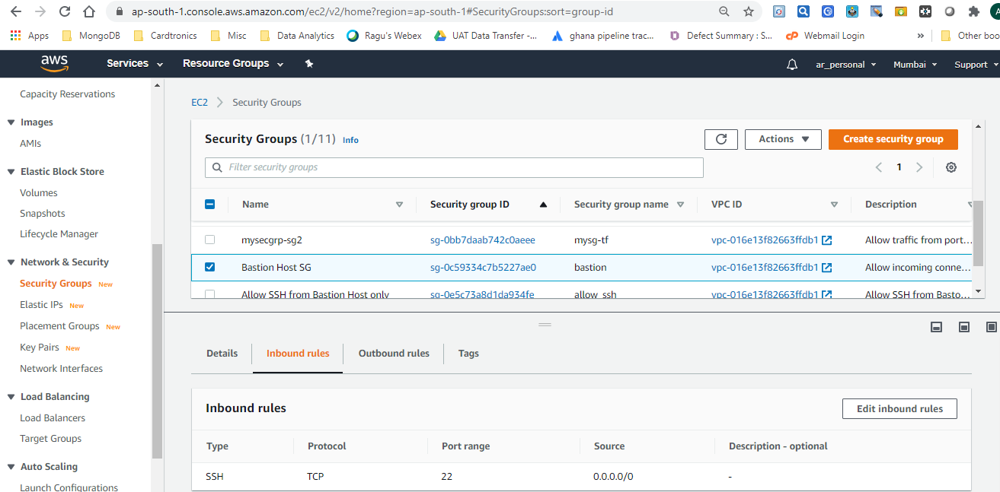 ap-south-1.console.aws.amazon.com/ec2/v2/home?region=ap-south-1#SecurityGroups:sort=group-id
Apps MongoDB Cardtronics Misc Data Analytics Ragu's Webex UAT Data Transfer -... ghana pipeline trac... Defect Summary : S... Webmail Login » Other boo
aws Services Resource Groups ar_personal Mumbai Support
Capacity Reservations
Images
AMIs
Elastic Block Store
Volumes
Snapshots
Lifecycle Manager
Network & Security
Security Groups New
Elastic IPs New
Placement Groups New
Key Pairs New
Network Interfaces
Load Balancing
Load Balancers
Target Groups
Auto Scaling
Launch Configurations
EC2 > Security Groups
Security Groups (1/11) Info Actions Create security group
Filter security groups 1
Name Security group ID Security group name VPC ID Description
mysecgrp-sg2 sg-0bb7daab742c0aeee mysg-tf vpc-016e13f82663ffdb1 Allow traffic from port...
Bastion Host SG sg-0c59334c7b5227ae0 bastion vpc-016e13f82663ffdb1 Allow incoming conne...
Allow SSH from Bastion Host only sg-0e5c73a8d1da934fe allow_ssh vpc-016e13f82663ffdb1 Allow SSH from Basto...
Details Inbound rules Outbound rules Tags
Inbound rules Edit inbound rules
Type Protocol Port range Source Description - optional
SSH TCP 22 0.0.0.0/0 -